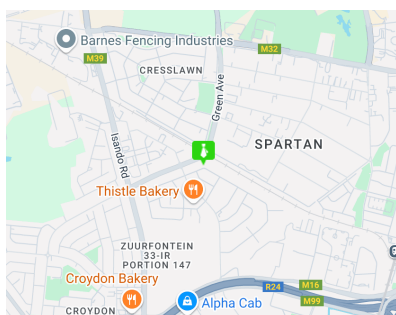 Barnes Fencing Industries
M32
M39
CRESSLAWN
Green Ave
Isando Rd
SPARTAN
Thistle Bakery
ZUURFONTEIN
33-IR
PORTION 147
Croydon Bakery
R24
M16
M99
Alpha Cab
CROYDON